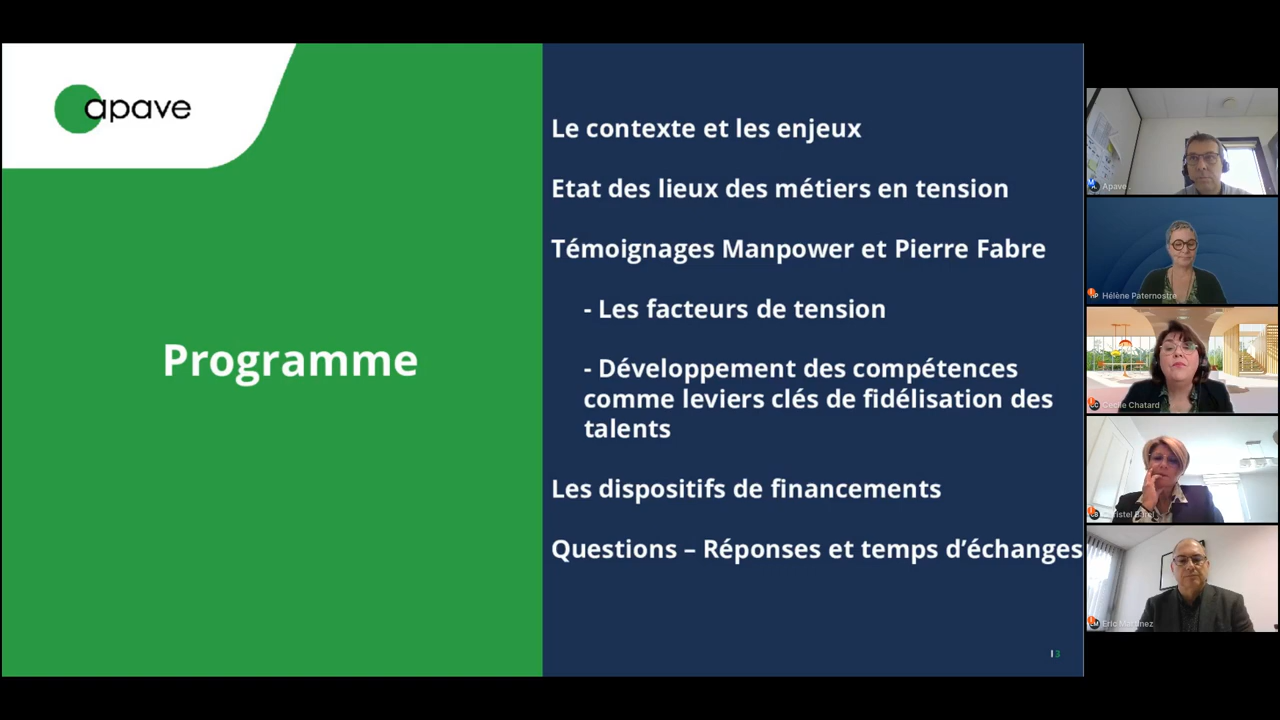 apave
Programme
Le contexte et les enjeux
Etat des lieux des métiers en tension
Témoignages Manpower et Pierre Fabre
- Les facteurs de tension
- Développement des compétences
comme leviers clés de fidélisation des
talents
Les dispositifs de financements
Questions – Réponses et temps d’échanges
I 3
Apave
Hélène Paternostre
Cécile Chatard
Eric Martinez